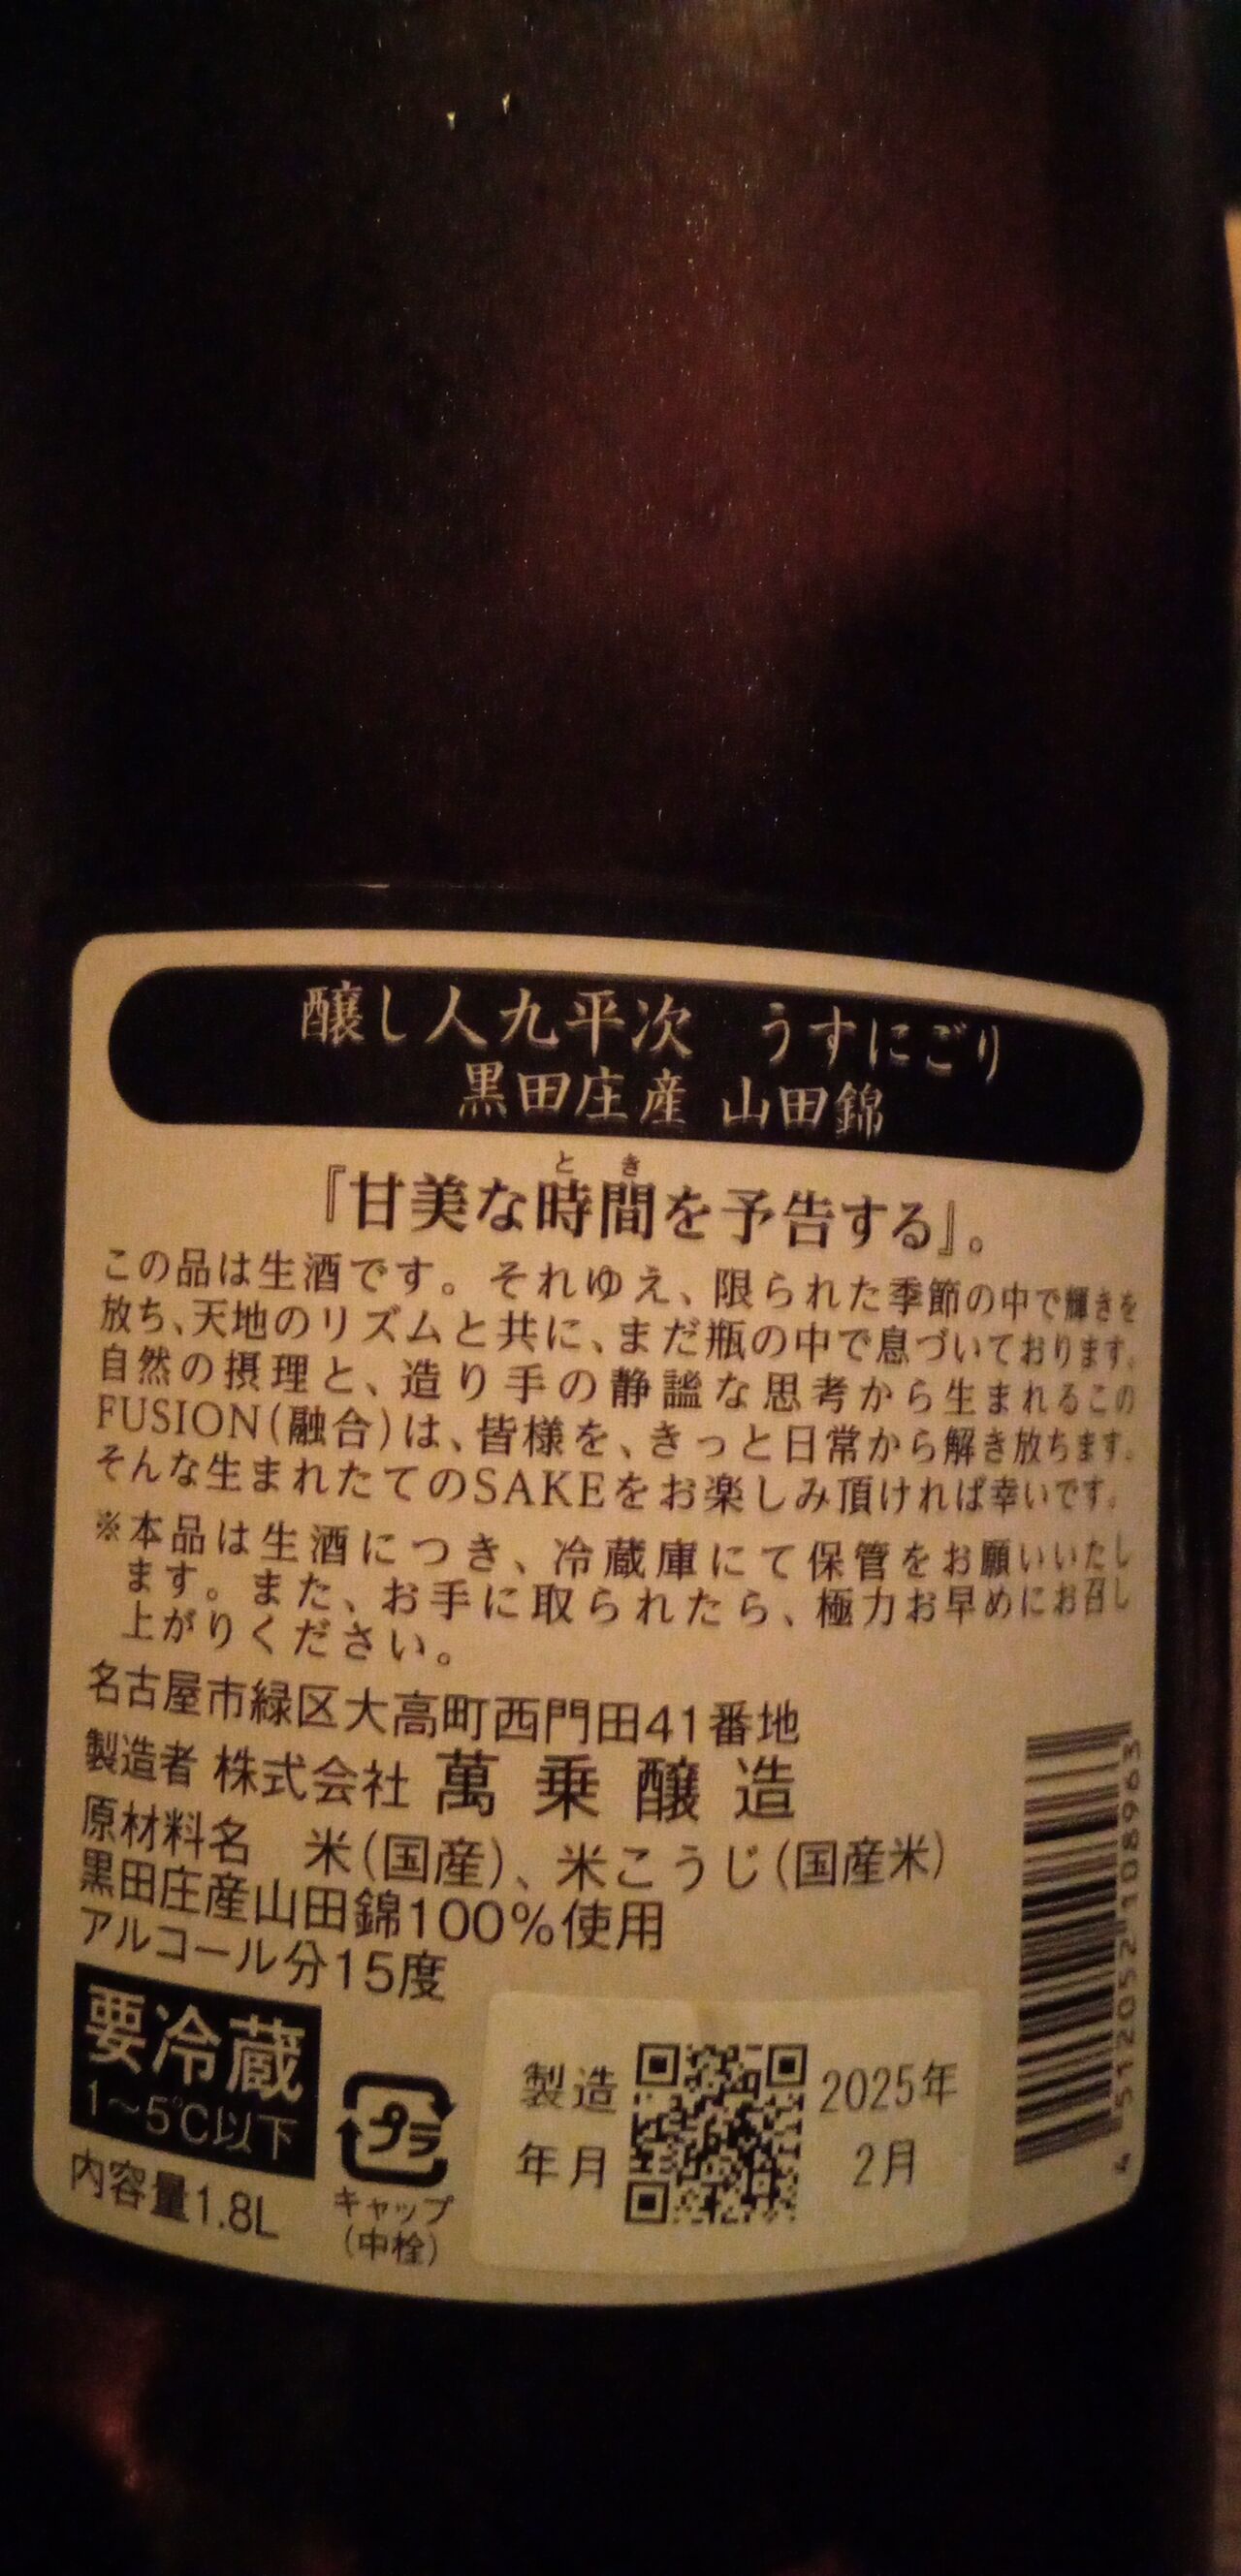 醸し人九平次 うすにごり
黒田庄産 山田錦
とき
『甘美な時間を予告する』。
この品は生酒です。それゆえ、限られた季節の中で輝きを
放ち、天地のリズムと共に、まだ瓶の中で息づいております。
自然の摂理と、造り手の静謐な思考から生まれるこの
FUSION(融合)は、皆様を、きっと日常から解き放ちます。
そんな生まれたてのSAKEをお楽しみ頂ければ幸いです。
※本品は生酒につき、冷蔵庫にて保管をお願いいたし
ます。また、お手に取られたら、極力お早めにお召し
上がりください。
名古屋市緑区大高町西門田41番地
製造者 株式会社 萬乗醸造
原材料名 米(国産)、米こうじ(国産米)
黒田庄産山田錦100%使用
アルコール分15度
要冷蔵
1～5℃以下
内容量1.8L
プラ
キャップ
(中栓)
製造
年月
2025年
2月
4 512052 108963